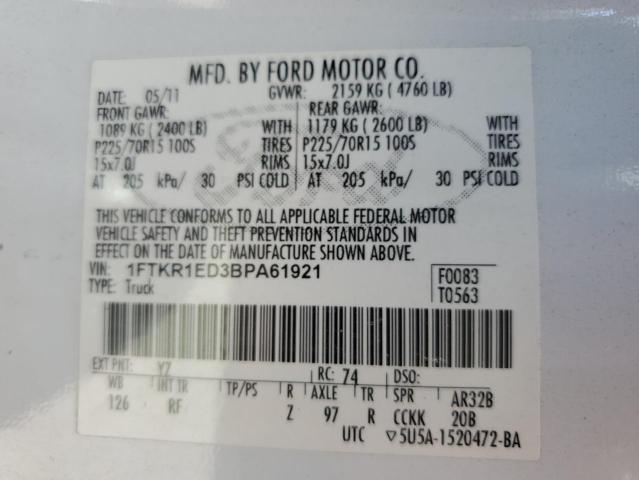 MFD. BY FORD MOTOR CO.
DATE: 05/11 GVWR: 2159 KG ( 4760 LB)
FRONT GAWR: REAR GAWR:
1089 KG ( 2400 LB) WITH 1179 KG ( 2600 LB) WITH
P225/70R15 100S TIRES P225/70R15 100S TIRES
15x7.0J RIMS 15x7.0J RIMS
AT 205 kPa/ 30 PSI COLD AT 205 kPa/ 30 PSI COLD
THIS VEHICLE CONFORMS TO ALL APPLICABLE FEDERAL MOTOR
VEHICLE SAFETY AND THEFT PREVENTION STANDARDS IN
EFFECT ON THE DATE OF MANUFACTURE SHOWN ABOVE.
VIN: 1FTKR1ED3BPA61921 F0083
TYPE: Truck T0563
EXT PNT: YZ RC: 74 DSO:
WB INT TR TP/PS R AXLE TR SPR AR32B
126 RF Z 97 R CCKK 20B
UTC ▽5U5A-1520472-BA